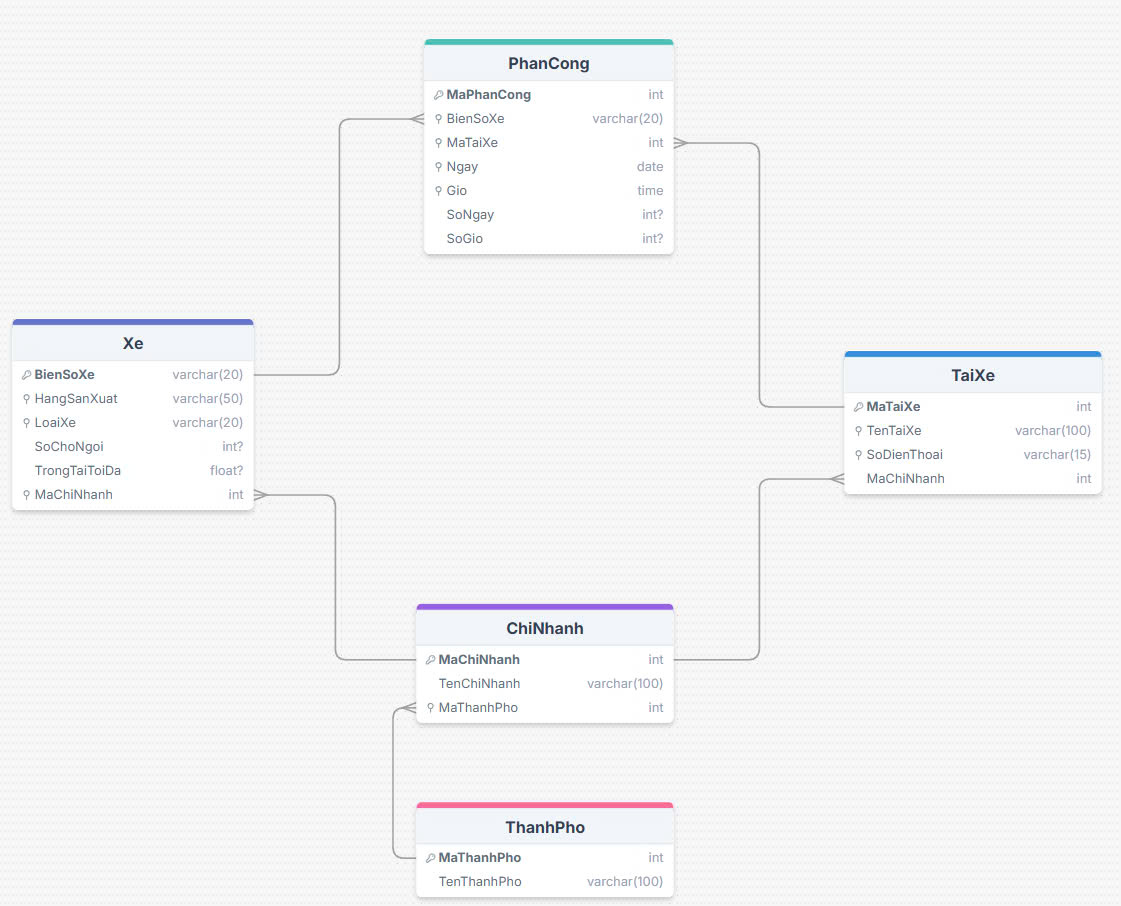 PhanCong
MaPhanCong int
BienSoXe varchar(20)
MaTaiXe int
Ngay date
Gio time
SoNgay int?
SoGio int?
Xe
BienSoXe varchar(20)
HangSanXuat varchar(50)
LoaiXe varchar(20)
SoChoNgoi int?
TrongTaiToiDa float?
MaChiNhanh int
TaiXe
MaTaiXe int
TenTaiXe varchar(100)
SoDienThoai varchar(15)
MaChiNhanh int
ChiNhanh
MaChiNhanh int
TenChiNhanh varchar(100)
MaThanhPho int
ThanhPho
MaThanhPho int
TenThanhPho varchar(100)